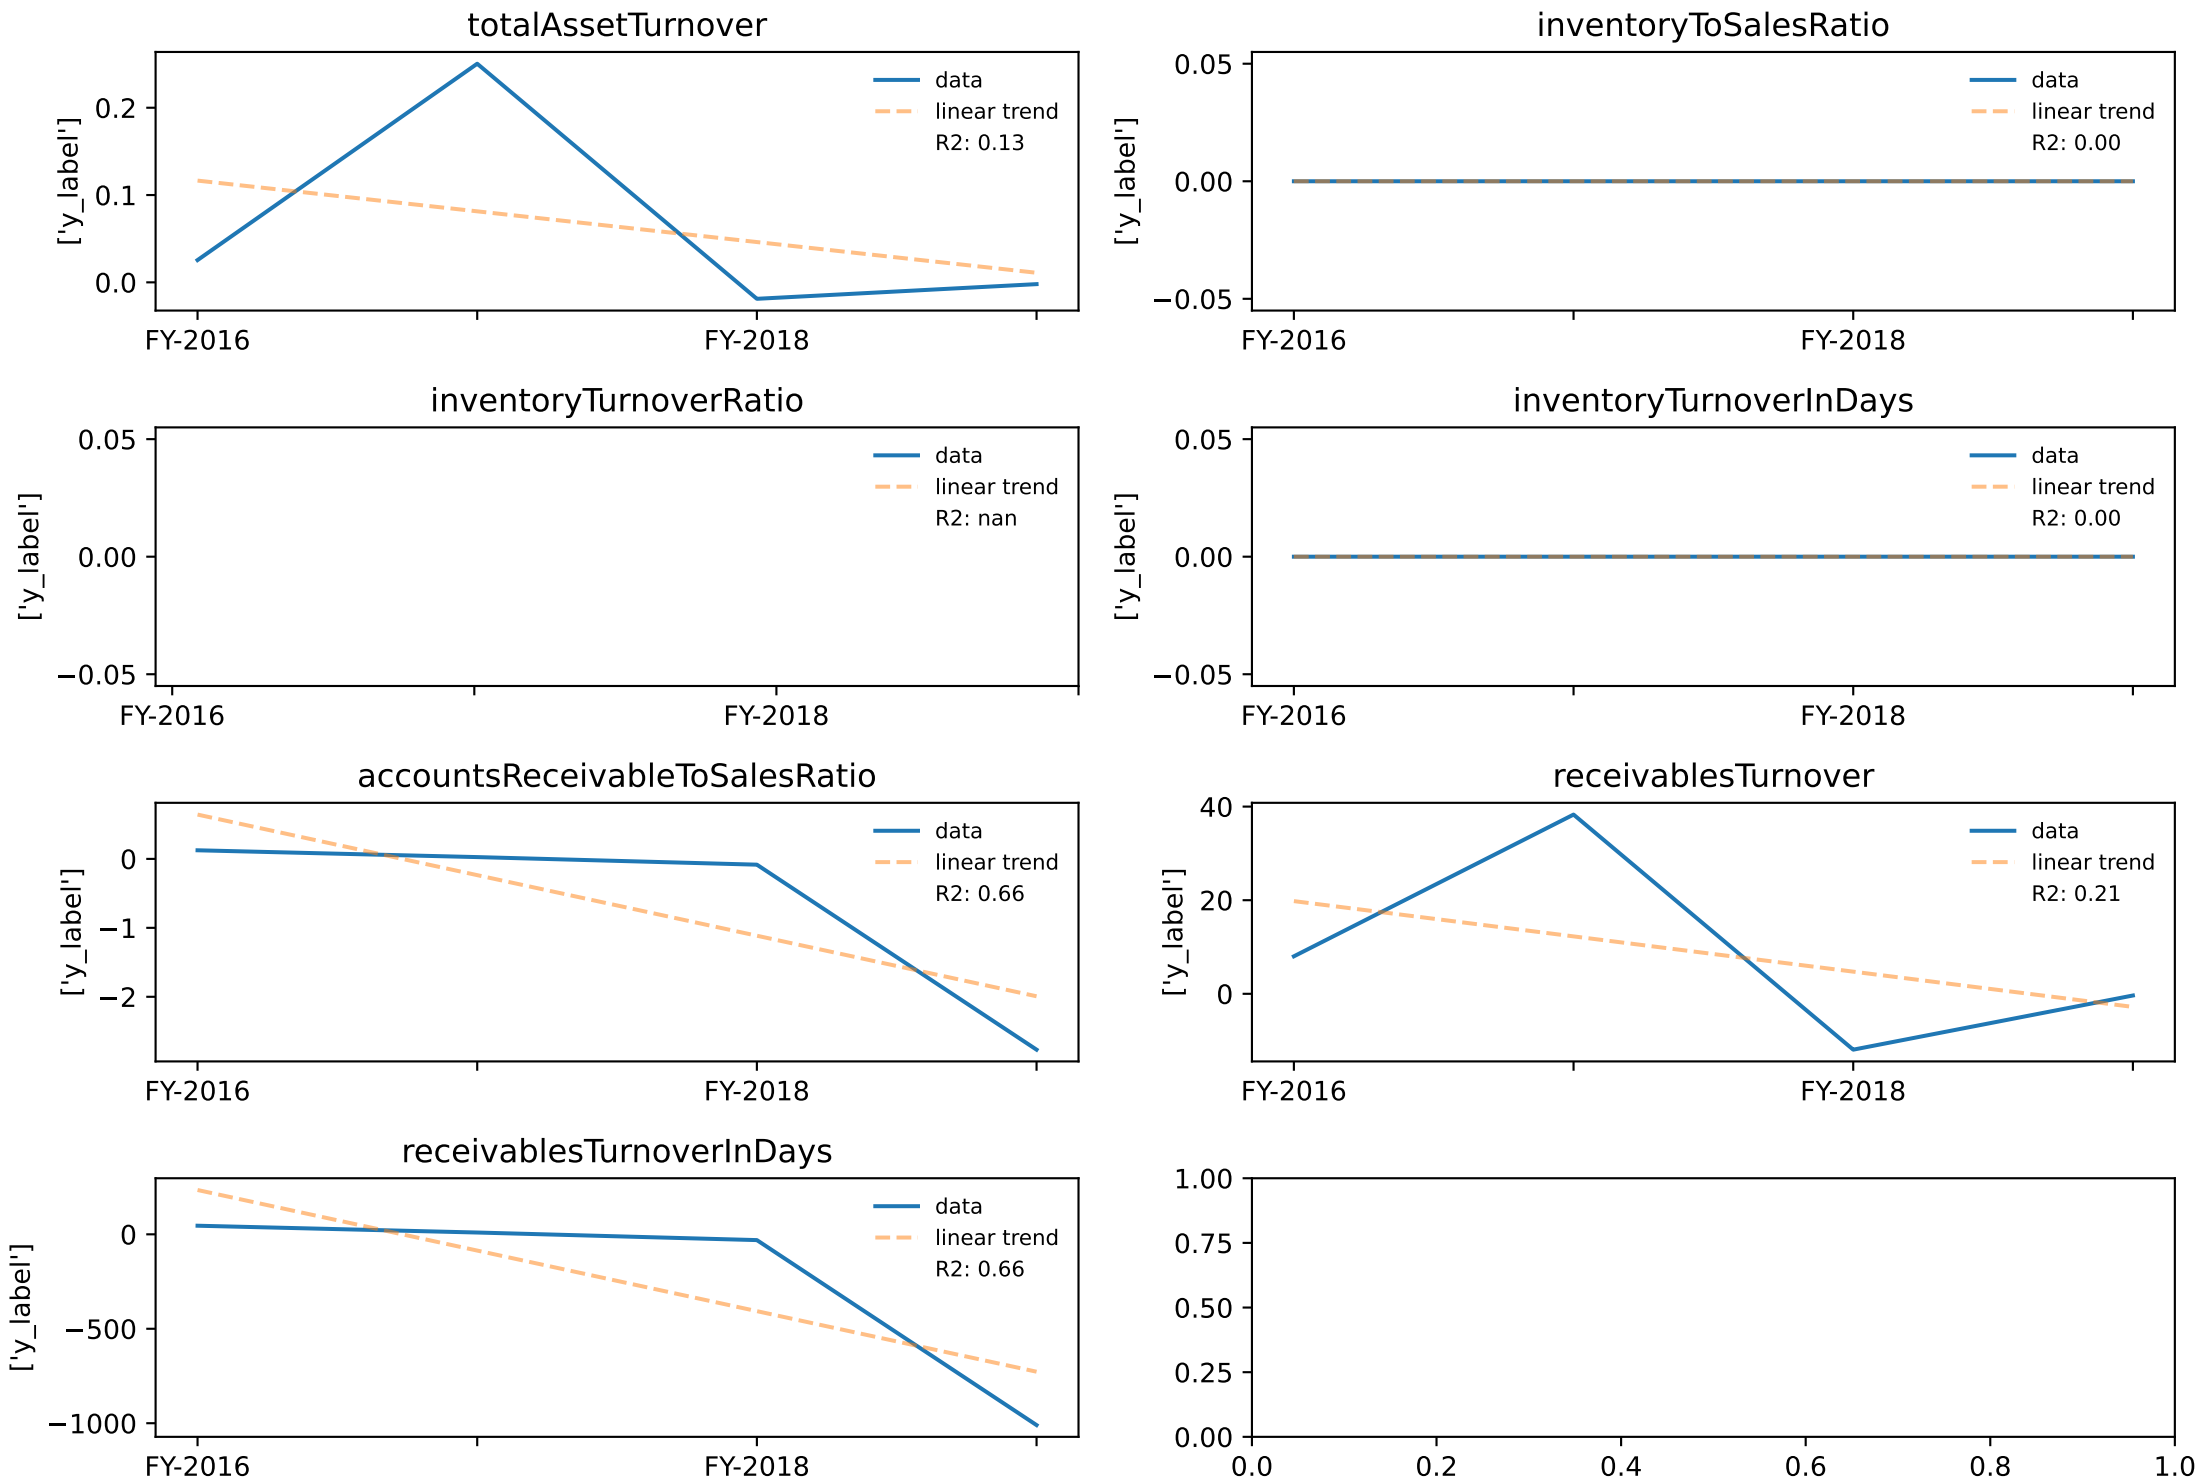 totalAssetTurnover
['y_label']
0.2
0.1
0.0
data
linear trend
R2: 0.13
FY-2016
FY-2018
inventoryToSalesRatio
['y_label']
0.05
0.00
−0.05
data
linear trend
R2: 0.00
FY-2016
FY-2018
inventoryTurnoverRatio
['y_label']
0.05
0.00
−0.05
data
linear trend
R2: nan
FY-2016
FY-2018
inventoryTurnoverInDays
['y_label']
0.05
0.00
−0.05
data
linear trend
R2: 0.00
FY-2016
FY-2018
accountsReceivableToSalesRatio
['y_label']
0
−1
−2
data
linear trend
R2: 0.66
FY-2016
FY-2018
receivablesTurnover
['y_label']
40
20
0
data
linear trend
R2: 0.21
FY-2016
FY-2018
receivablesTurnoverInDays
['y_label']
0
−500
−1000
data
linear trend
R2: 0.66
FY-2016
FY-2018
1.00
0.75
0.50
0.25
0.00
0.0
0.2
0.4
0.6
0.8
1.0